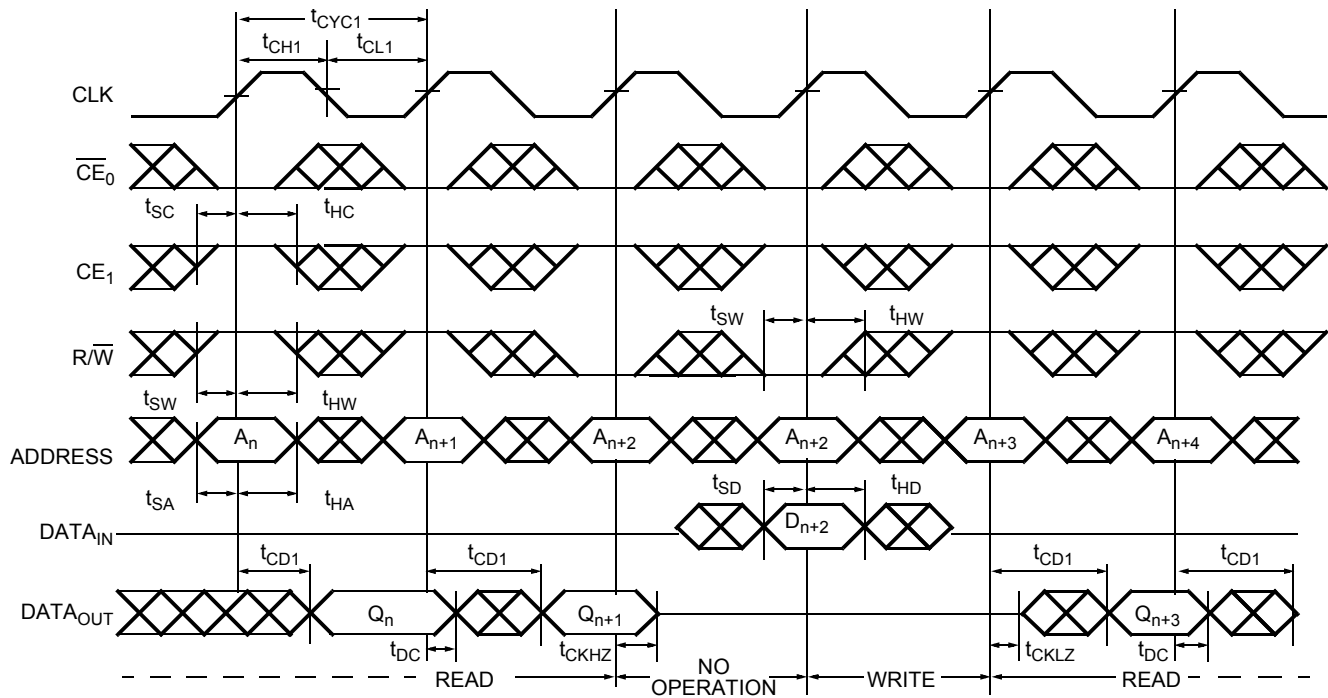 tCYC1
tCH1 tCL1
CLK
CE0
tSC tHC
CE1
tSW tHW
R/W
tSW tHW
An An+1 An+2 An+2 An+3 An+4
ADDRESS
tSA tHA tSD tHD
DATAIN Dn+2
tCD1 tCD1 tCD1 tCD1
DATAOUT Qn Qn+1 Qn+3
tDC tCKHZ tCKLZ tDC
READ NO OPERATION WRITE READ